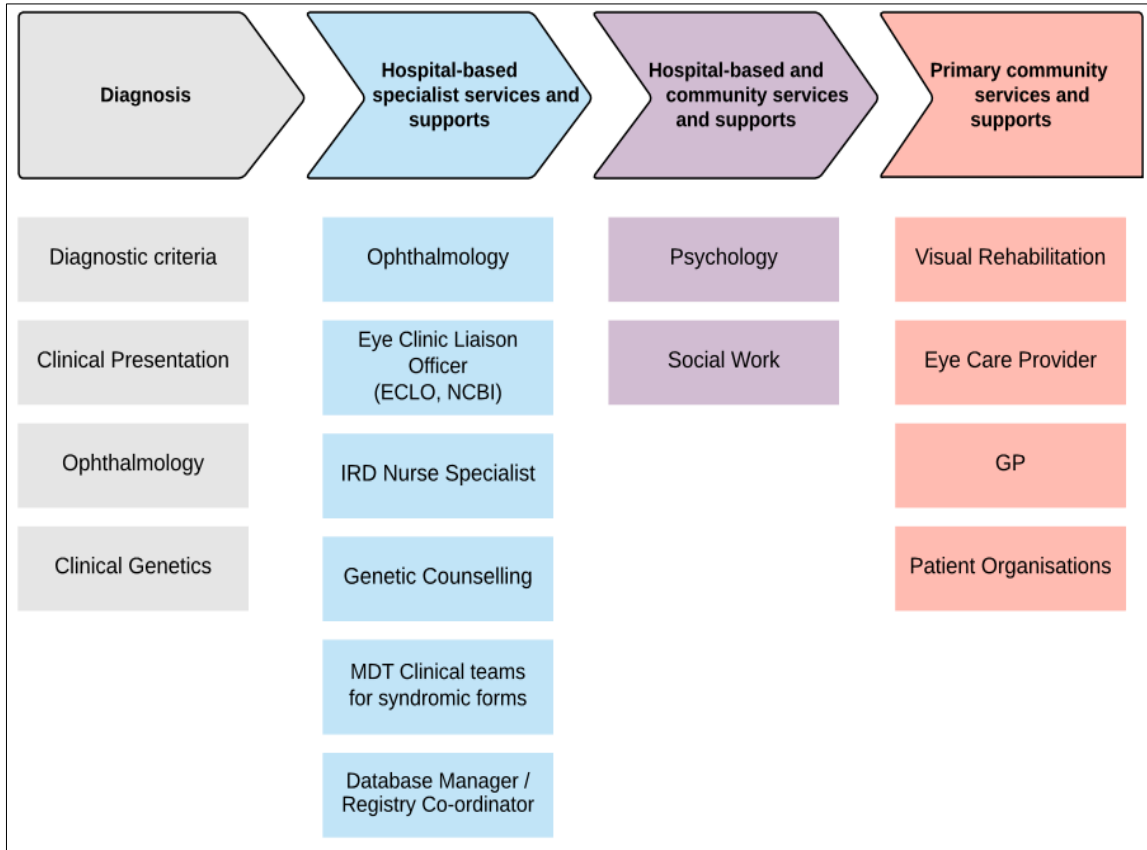 Diagnosis
Hospital-based
specialist services and
supports
Hospital-based and
community services
and supports
Primary community
services and
supports
Diagnostic criteria
Clinical Presentation
Ophthalmology
Clinical Genetics
Ophthalmology
Eye Clinic Liaison
Officer
(ECLO, NCBI)
IRD Nurse Specialist
Genetic Counselling
MDT Clinical teams
for syndromic forms
Database Manager /
Registry Co-ordinator
Psychology
Social Work
Visual Rehabilitation
Eye Care Provider
GP
Patient Organisations